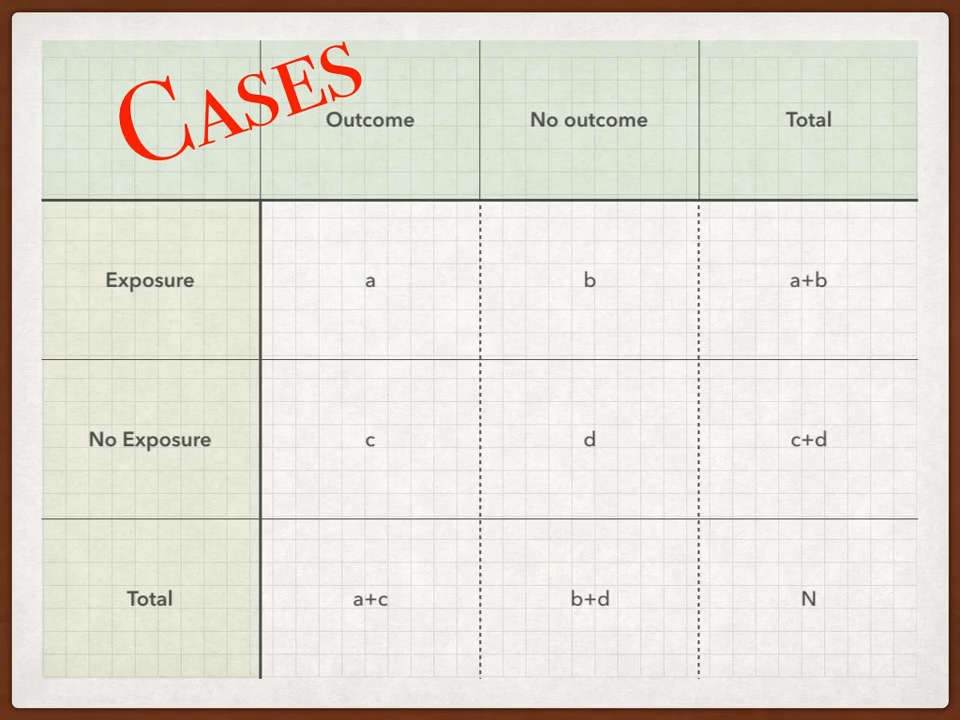 CASES
Outcome No outcome Total
Exposure a b a+b
No Exposure c d c+d
Total a+c b+d N